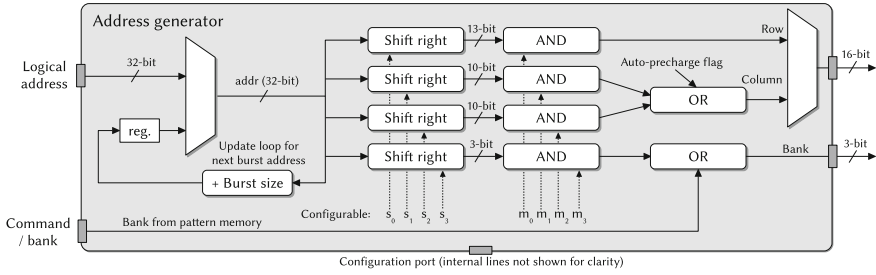 Address generator
Logical
address
32-bit
addr (32-bit)
reg.
Update loop for
next burst address
+ Burst size
Shift right
13-bit
AND
Row
Shift right
10-bit
AND
Auto-precharge flag
Column
OR
Shift right
10-bit
AND
Shift right
3-bit
AND
OR
Bank
16-bit
3-bit
Configurable: s0 s1 s2 s3 m0 m1 m2 m3
Command
/ bank
Bank from pattern memory
Configuration port (internal lines not shown for clarity)